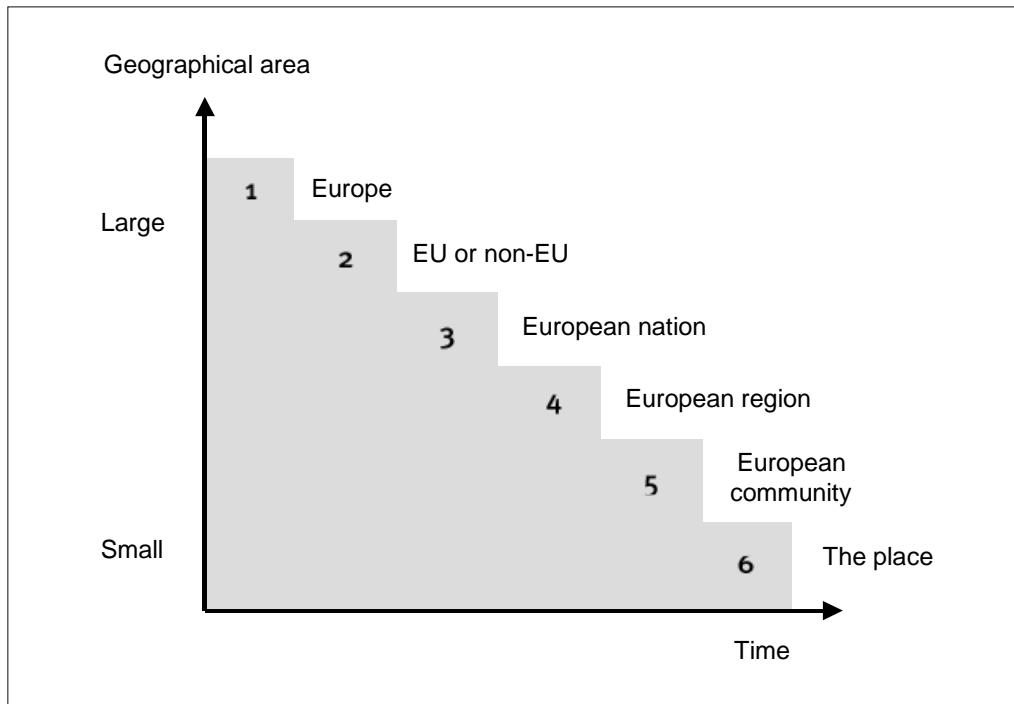 Geographical area
1
Europe
Large
2
EU or non-EU
3
European nation
4
European region
5
European
community
Small
6
The place
Time